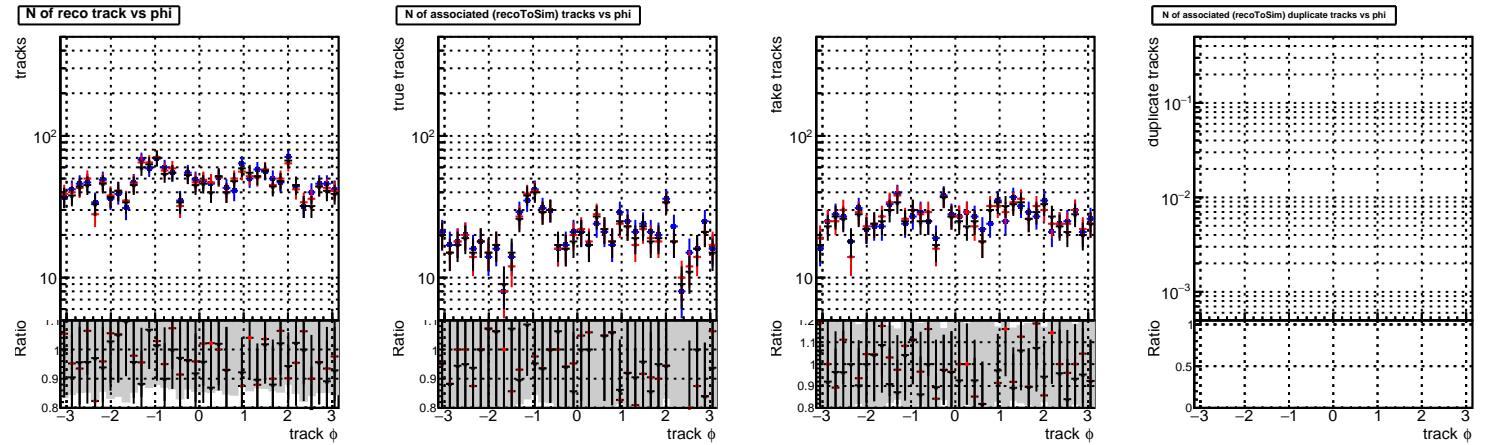 N of reco track vs phi
tracks
10²
10
Ratio
1.1
1
0.9
0.8
−3 −2 −1 0 1 2 3
track ϕ
N of associated (recoToSim) tracks vs phi
true tracks
10²
10
Ratio
1.1
1
0.9
0.8
−3 −2 −1 0 1 2 3
track ϕ
fake tracks
10²
10
Ratio
1.2
1.1
1
0.9
0.8
−3 −2 −1 0 1 2 3
track ϕ
N of associated (recoToSim) duplicate tracks vs phi
duplicate tracks
10⁻¹
10⁻²
10⁻³
Ratio
1
0.5
0
−3 −2 −1 0 1 2 3
track ϕ